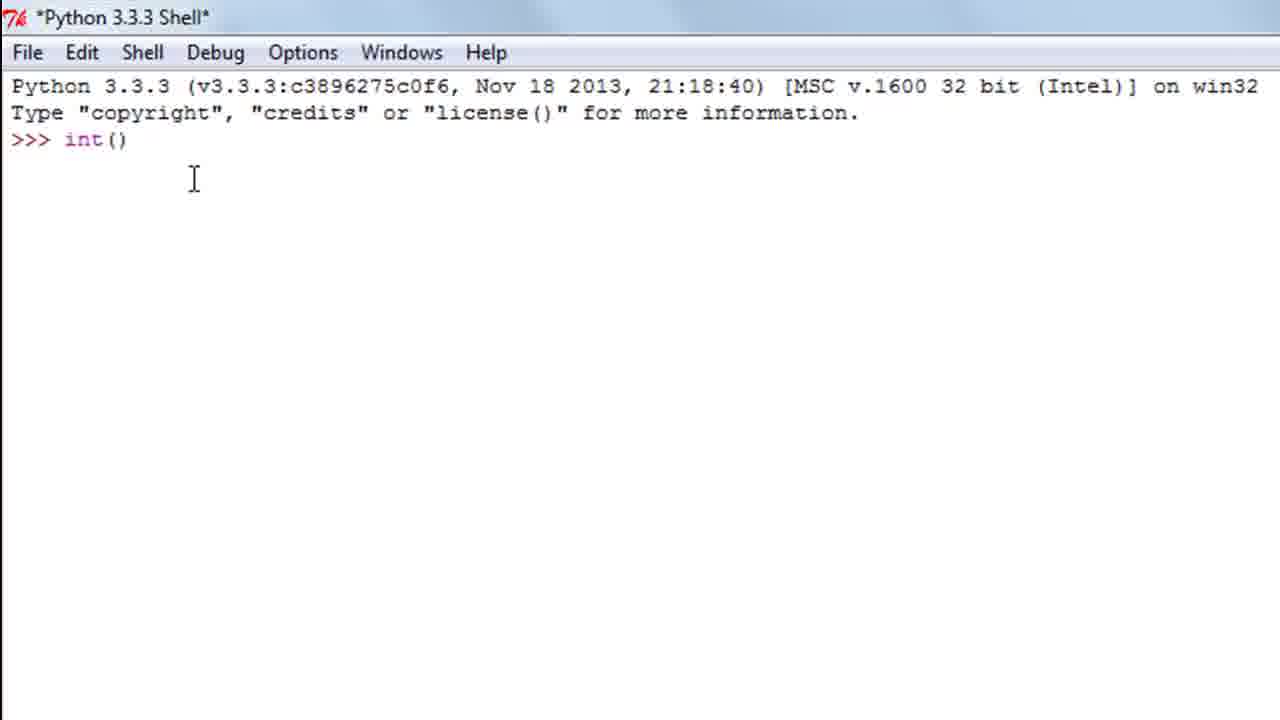 *Python 3.3.3 Shell*
File Edit Shell Debug Options Windows Help
Python 3.3.3 (v3.3.3:c3896275c0f6, Nov 18 2013, 21:18:40) [MSC v.1600 32 bit (Intel)] on win32
Type "copyright", "credits" or "license()" for more information.
>>> int()